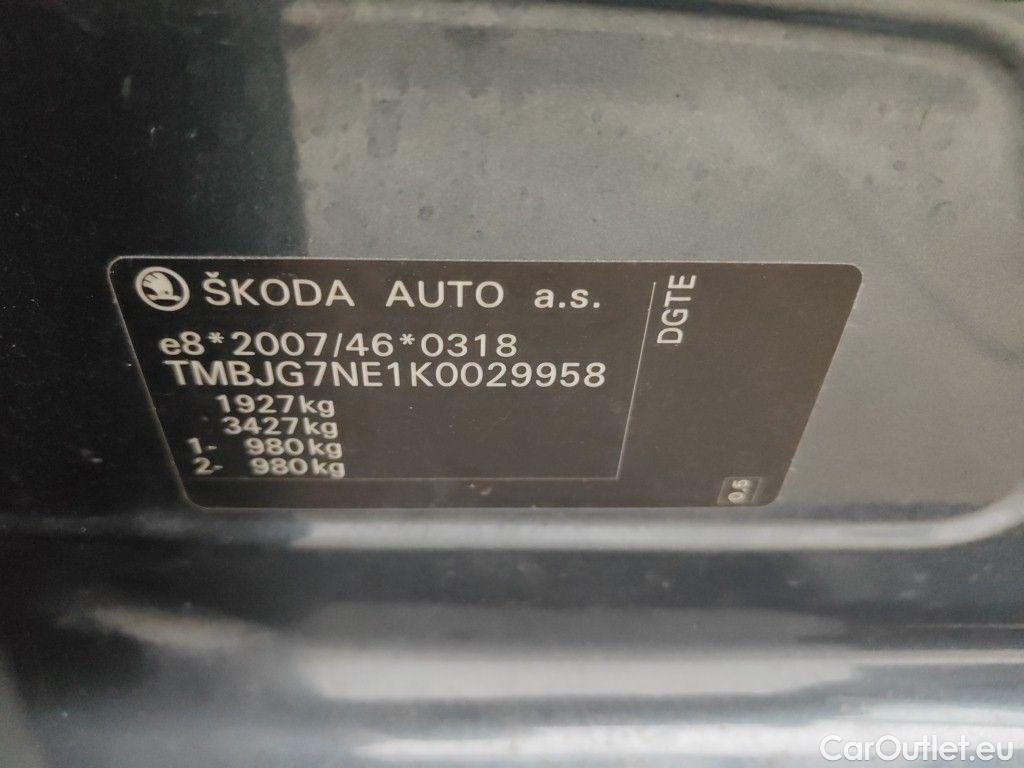 ŠKODA AUTO a.s.
e8*2007/46*0318
TMBJG7NE1K0029958
1927kg
3427kg
1- 980kg
2- 980kg
DGTE
0.5
CarOutlet.eu